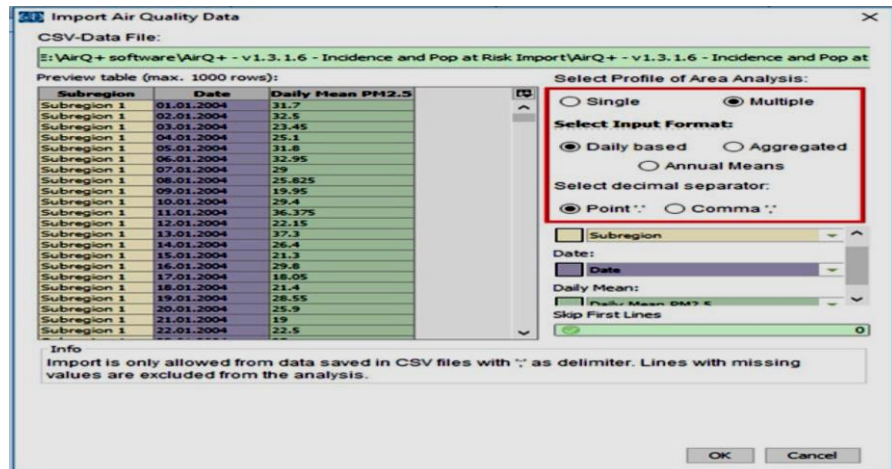 Import Air Quality Data
CSV-Data File:
E:\AirQ+ software\AirQ+ - v1.3.1.6 - Incidence and Pop at Risk Import\AirQ+ - v1.3.1.6 - Incidence and Pop at
Preview table (max. 1000 rows):
Subregion Date Daily Mean PM2.5
Subregion 1 01.01.2004 31.7
Subregion 1 02.01.2004 32.5
Subregion 1 03.01.2004 23.45
Subregion 1 04.01.2004 25.1
Subregion 1 05.01.2004 31.8
Subregion 1 06.01.2004 32.95
Subregion 1 07.01.2004 29
Subregion 1 08.01.2004 25.825
Subregion 1 09.01.2004 19.95
Subregion 1 10.01.2004 29.4
Subregion 1 11.01.2004 36.375
Subregion 1 12.01.2004 22.15
Subregion 1 13.01.2004 37.3
Subregion 1 14.01.2004 26.4
Subregion 1 15.01.2004 21.3
Subregion 1 16.01.2004 29.8
Subregion 1 17.01.2004 18.05
Subregion 1 18.01.2004 21.4
Subregion 1 19.01.2004 28.55
Subregion 1 20.01.2004 25.9
Subregion 1 21.01.2004 19
Subregion 1 22.01.2004 22.5
Select Profile of Area Analysis:
Single Multiple
Select Input Format:
Daily based Aggregated
Annual Means
Select decimal separator:
Point '.' Comma ','
Subregion
Date:
Date
Daily Mean:
Daily Mean PM2.5
Skip First Lines
0
Info
Import is only allowed from data saved in CSV files with ';' as delimiter. Lines with missing
values are excluded from the analysis.
OK Cancel